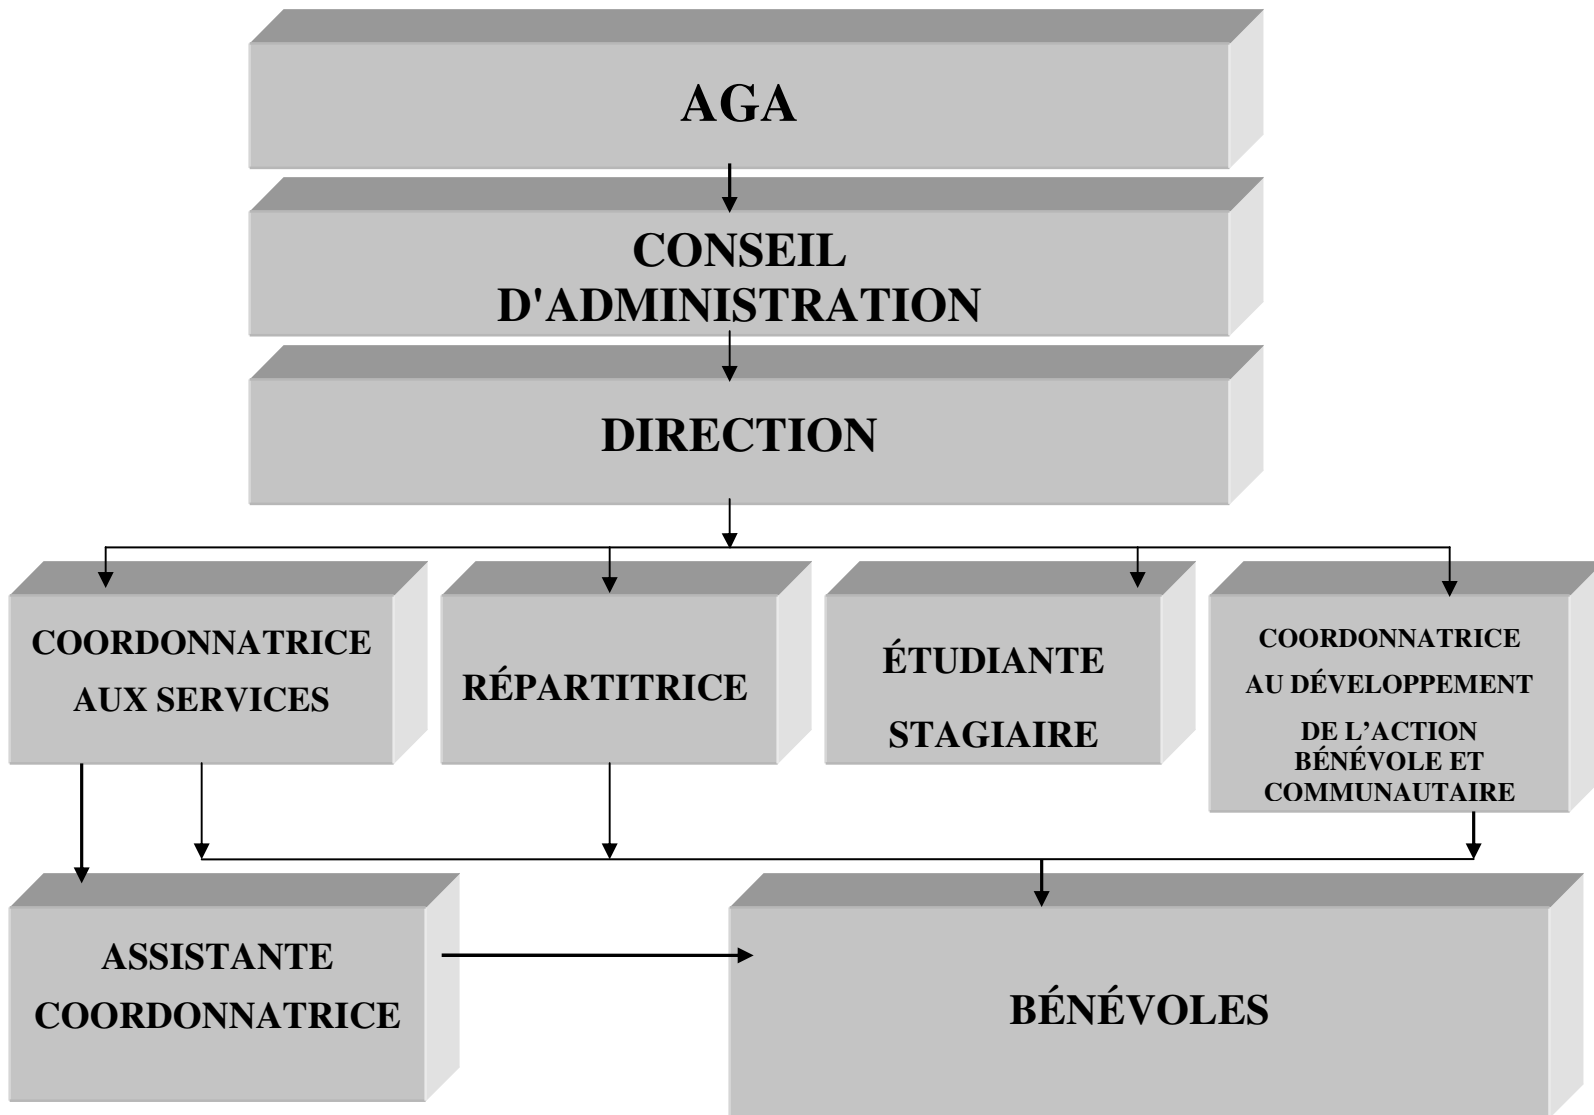 AGA
CONSEIL
D'ADMINISTRATION
DIRECTION
COORDONNATRICE
AUX SERVICES
RÉPARTITRICE
ÉTUDIANTE
STAGIAIRE
COORDONNATRICE
AU DÉVELOPPEMENT
DE L’ACTION
BÉNÉVOLE ET
COMMUNAUTAIRE
ASSISTANTE
COORDONNATRICE
BÉNÉVOLES